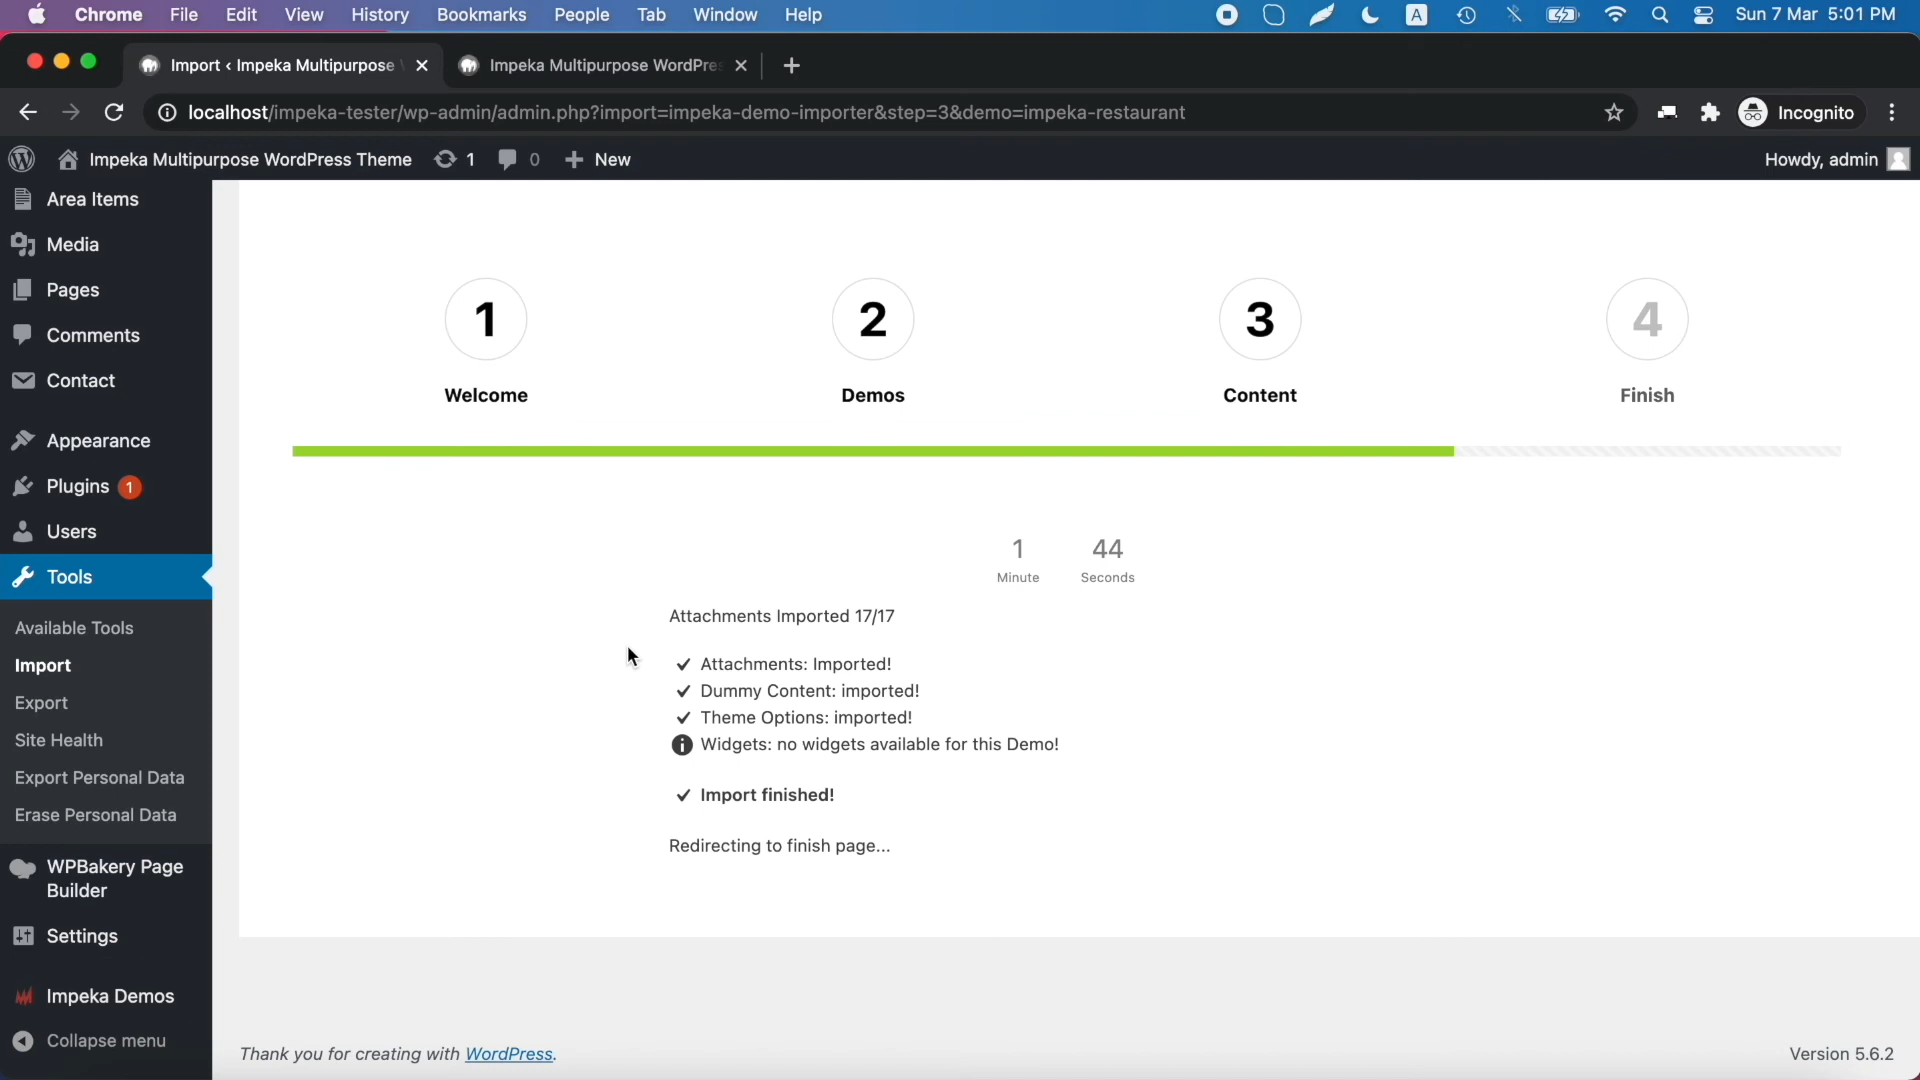 Chrome File Edit View History Bookmarks People Tab Window Help A Sun 7 Mar 5:01 PM
Import ‹ Impeka Multipurpose Impeka Multipurpose WordPres
localhost/impeka-tester/wp-admin/admin.php?import=impeka-demo-importer&step=3&demo=impeka-restaurant Incognito
Impeka Multipurpose WordPress Theme 1 0 New Howdy, admin
Area Items
Media
Pages
Comments
Contact
Appearance
Plugins 1
Users
Tools
Available Tools
Import
Export
Site Health
Export Personal Data
Erase Personal Data
WPBakery Page
Builder
Settings
Impeka Demos
Collapse menu
1 2 3 4
Welcome Demos Content Finish
1 44
Minute Seconds
Attachments Imported 17/17
Attachments: Imported!
Dummy Content: imported!
Theme Options: imported!
Widgets: no widgets available for this Demo!
Import finished!
Redirecting to finish page...
Thank you for creating with WordPress. Version 5.6.2